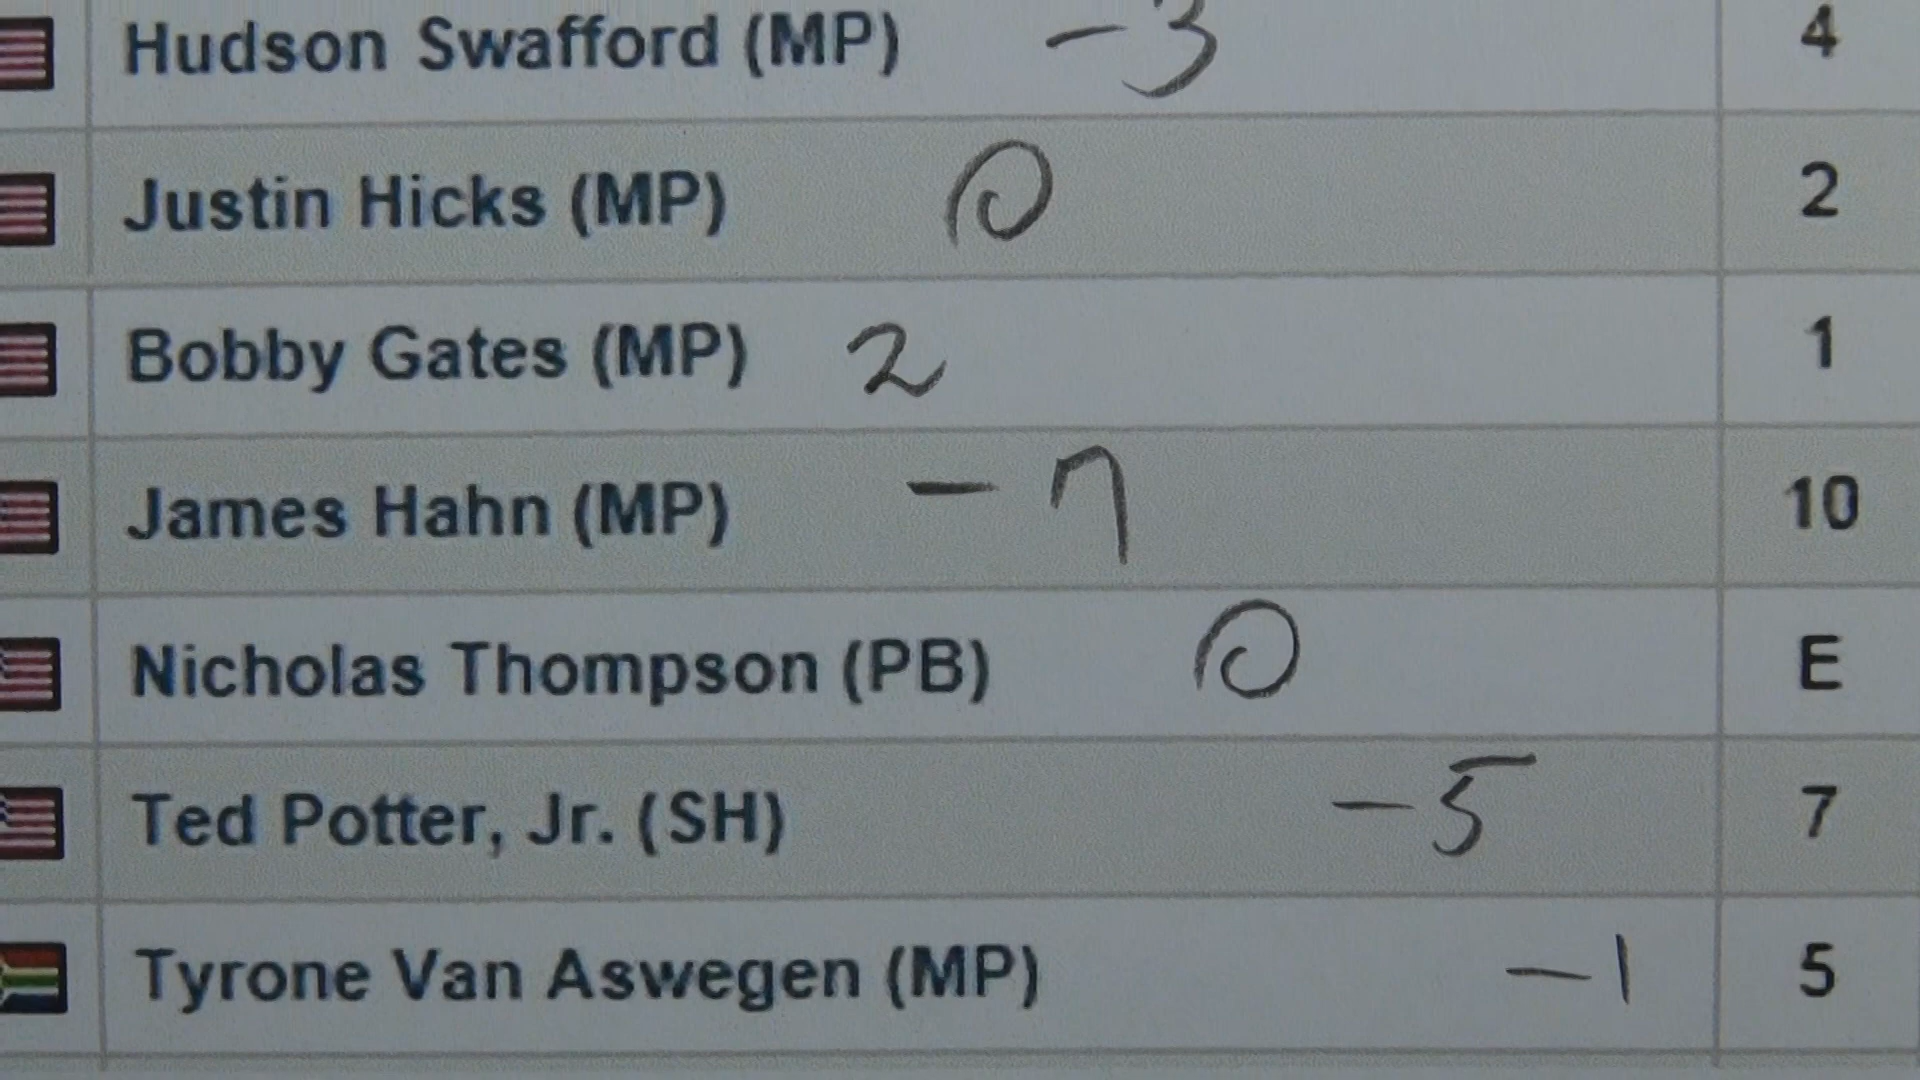 Hudson Swafford (MP) -3 4
Justin Hicks (MP) 0 2
Bobby Gates (MP) 2 1
James Hahn (MP) -7 10
Nicholas Thompson (PB) 0 E
Ted Potter, Jr. (SH) -5 7
Tyrone Van Aswegen (MP) -1 5